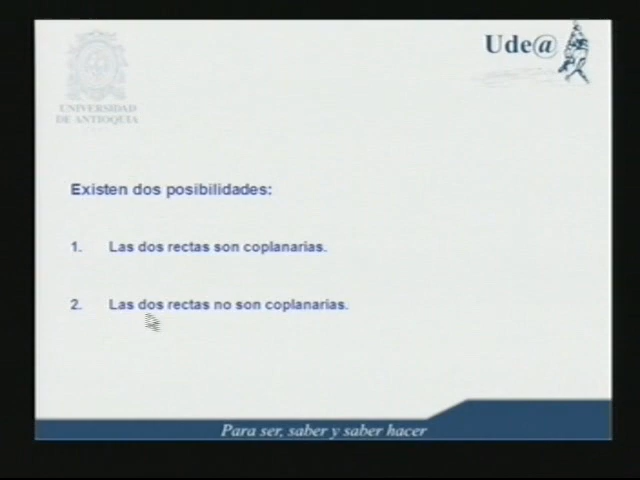 Ude@
UNIVERSIDAD
DE ANTIOQUIA
Existen dos posibilidades:
1. Las dos rectas son coplanarias.
2. Las dos rectas no son coplanarias.
Para ser, saber y saber hacer